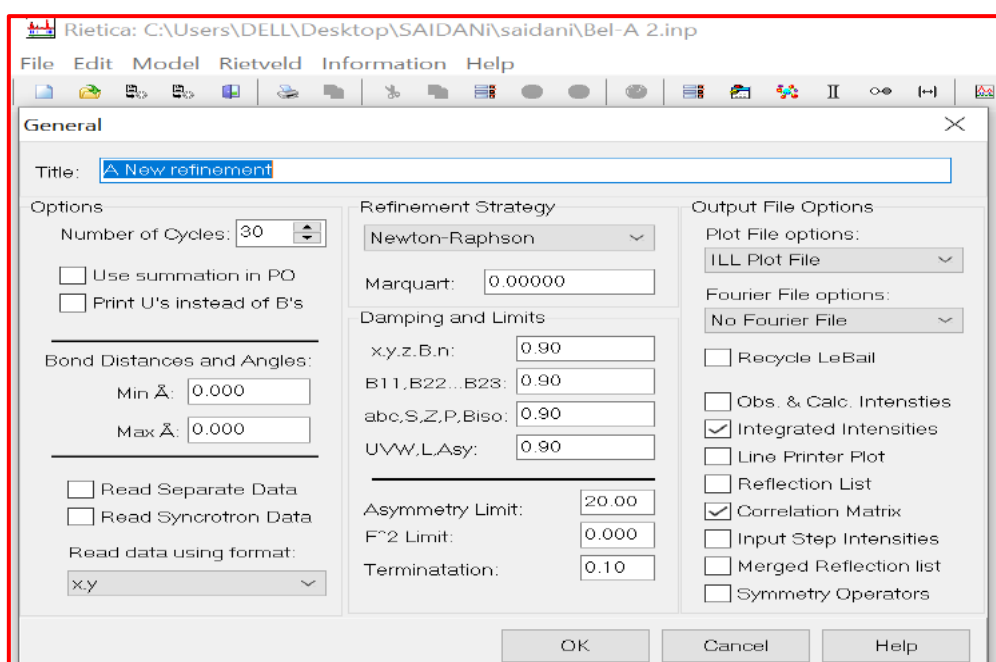 Rietica: C:\Users\DELL\Desktop\SAIDANi\saidani\Bel-A 2.inp
File Edit Model Rietveld Information Help
General
Title: A New refinement
Options
Number of Cycles: 30
Use summation in PO
Print U's instead of B's
Bond Distances and Angles:
Min Å: 0.000
Max Å: 0.000
Read Separate Data
Read Syncrotron Data
Read data using format:
x.y
Refinement Strategy
Newton-Raphson
Marquart: 0.00000
Damping and Limits
x.y.z.B.n: 0.90
B11,B22...B23: 0.90
abc,S,Z,P,Biso: 0.90
UVW,L,Asy: 0.90
Asymmetry Limit: 20.00
F^2 Limit: 0.000
Terminatation: 0.10
Output File Options
Plot File options:
ILL Plot File
Fourier File options:
No Fourier File
Recycle LeBail
Obs. & Calc. Intensties
Integrated Intensities
Line Printer Plot
Reflection List
Correlation Matrix
Input Step Intensities
Merged Reflection list
Symmetry Operators
OK Cancel Help